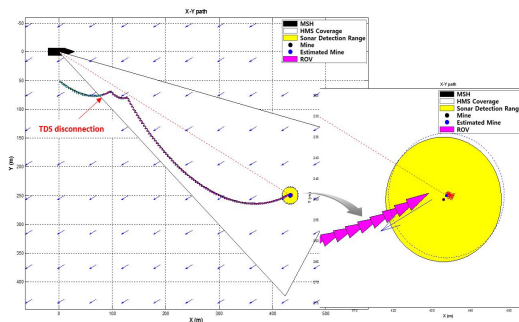 X-Y path
MSH
HMS Coverage
Sonar Detection Range
Mine
Estimated Mine
ROV
-50
0
50
100
150
200
250
300
350
400
Y (m)
TDS disconnection
0
100
200
300
400
500
X (m)
X-Y path
MSH
HMS Coverage
Sonar Detection Range
Mine
Estimated Mine
ROV
X (m)